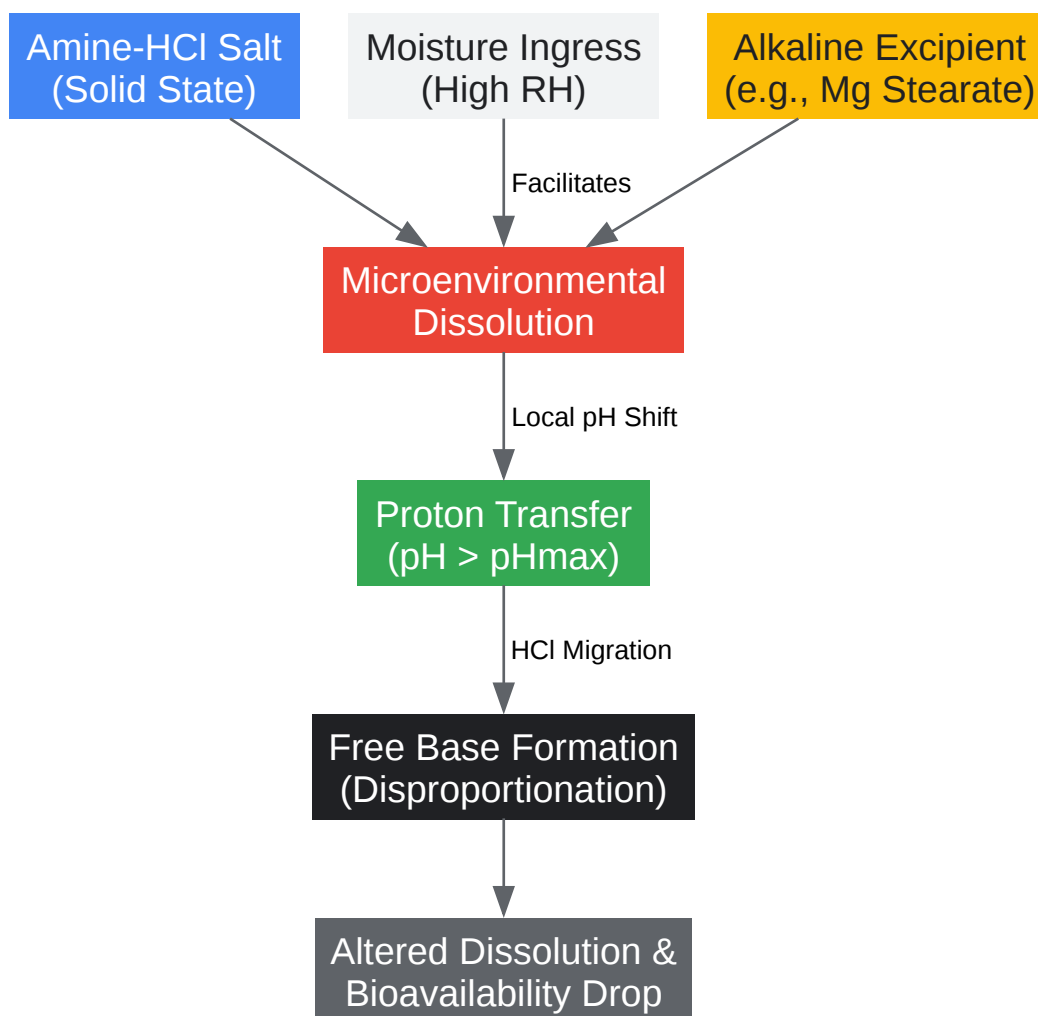 Amine-HCl Salt
(Solid State)
Moisture Ingress
(High RH)
Alkaline Excipient
(e.g., Mg Stearate)
Facilitates
Microenvironmental
Dissolution
Local pH Shift
Proton Transfer
(pH > pHmax)
HCl Migration
Free Base Formation
(Disproportionation)
Altered Dissolution &
Bioavailability Drop